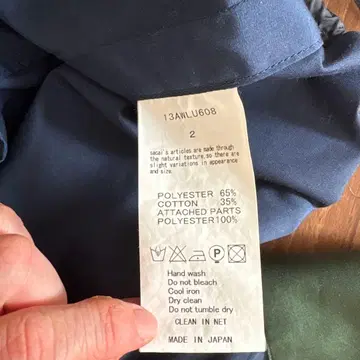 13AWLU608
2
sacai's articles are made through
the natural texture, so there are
slight variations in appearance
and size.
POLYESTER 65%
COTTON 35%
ATTACHED PARTS
POLYESTER100%
Hand wash
Do not bleach
Cool iron
Dry clean
Do not tumble dry
CLEAN IN NET
MADE IN JAPAN